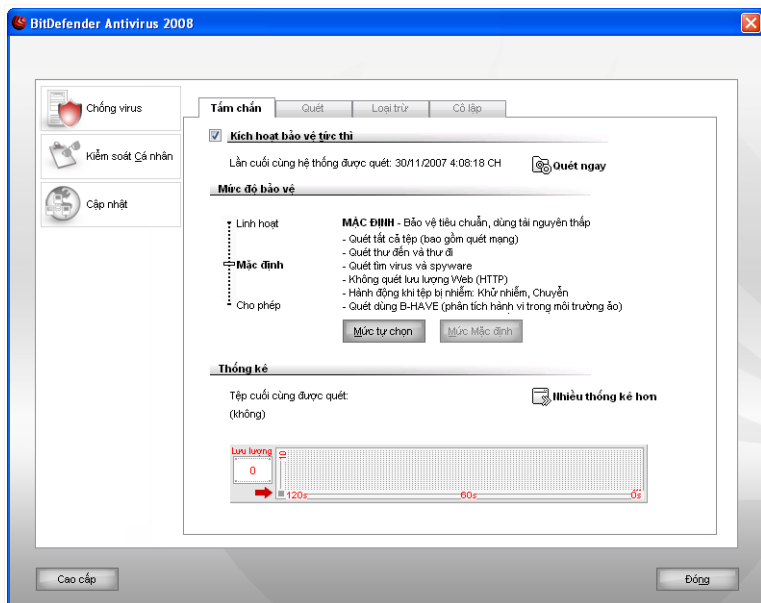 BitDefender Antivirus 2008
Chống virus
Kiểm soát Cá nhân
Cập nhật
Tấm chắn
Quét
Loại trừ
Cô lập
Kích hoạt bảo vệ tức thì
Lần cuối cùng hệ thống được quét: 30/11/2007 4:08:18 CH
Quét ngay
Mức độ bảo vệ
Linh hoạt
Mặc định
Cho phép
MẶC ĐỊNH - Bảo vệ tiêu chuẩn, dùng tài nguyên thấp
- Quét tất cả tệp (bao gồm quét mạng)
- Quét thư đến và thư đi
- Quét tìm virus và spyware
- Không quét lưu lượng Web (HTTP)
- Hành động khi tệp bị nhiễm: Khử nhiễm, Chuyển
- Quét dùng B-HAVE (phân tích hành vi trong môi trường ảo)
Mức tự chọn
Mức Mặc định
Thống kê
Tệp cuối cùng được quét:
(không)
Nhiều thống kê hơn
Lưu lượng
0
10
120s
60s
0s
Cao cấp
Đóng